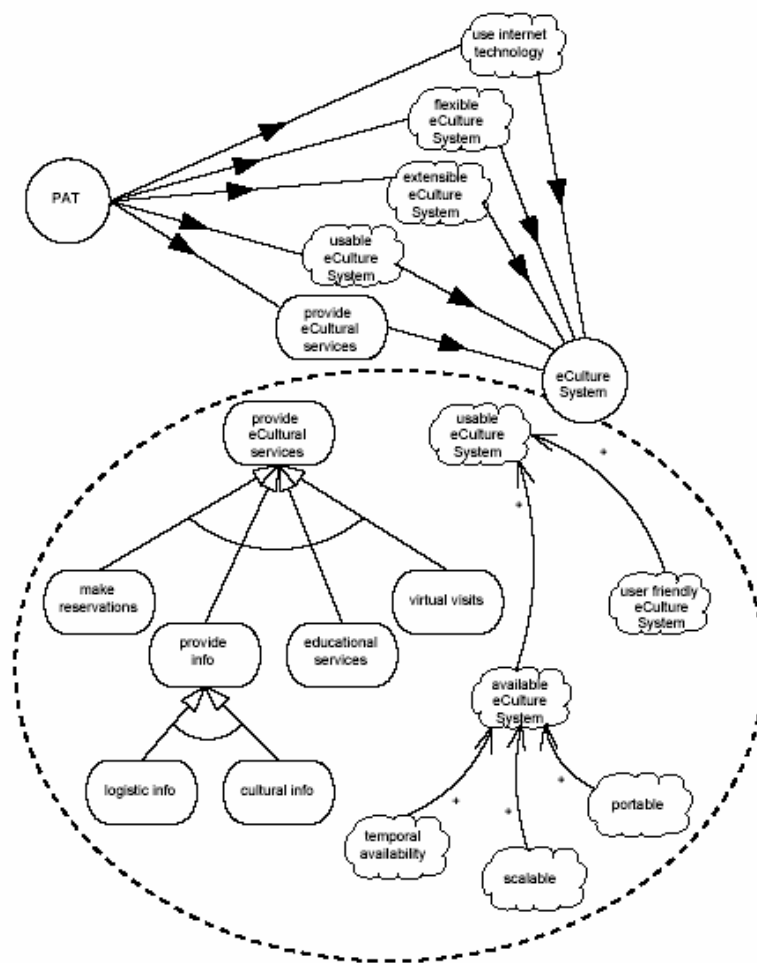 use internet
technology
flexible
eCulture
System
extensible
eCulture
System
PAT
usable
eCulture
System
provide
eCultural
services
eCulture
System
provide
eCultural
services
usable
eCulture
System
+
+
make
reservations
virtual visits
user friendly
eCulture
System
provide
info
educational
services
available
eCulture
System
logistic info
cultural info
+
+
+
portable
temporal
availability
scalable